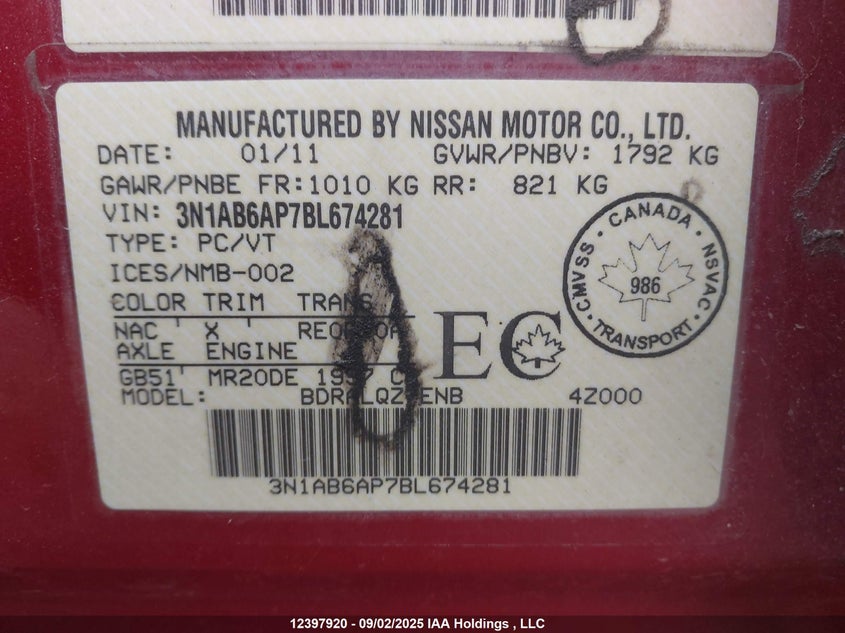 MANUFACTURED BY NISSAN MOTOR CO., LTD.
DATE: 01/11 GVWR/PNBV: 1792 KG
GAWR/PNBE FR:1010 KG RR: 821 KG
VIN: 3N1AB6AP7BL674281
TYPE: PC/VT
ICES/NMB-002
COLOR TRIM TRANS
NAC ' X '
AXLE ENGINE
GB51' MR20DE
MODEL: 4Z000
EC
CANADA
CMVSS NSVAC
986
TRANSPORT
3N1AB6AP7BL674281
12397920 - 09/02/2025 IAA Holdings , LLC